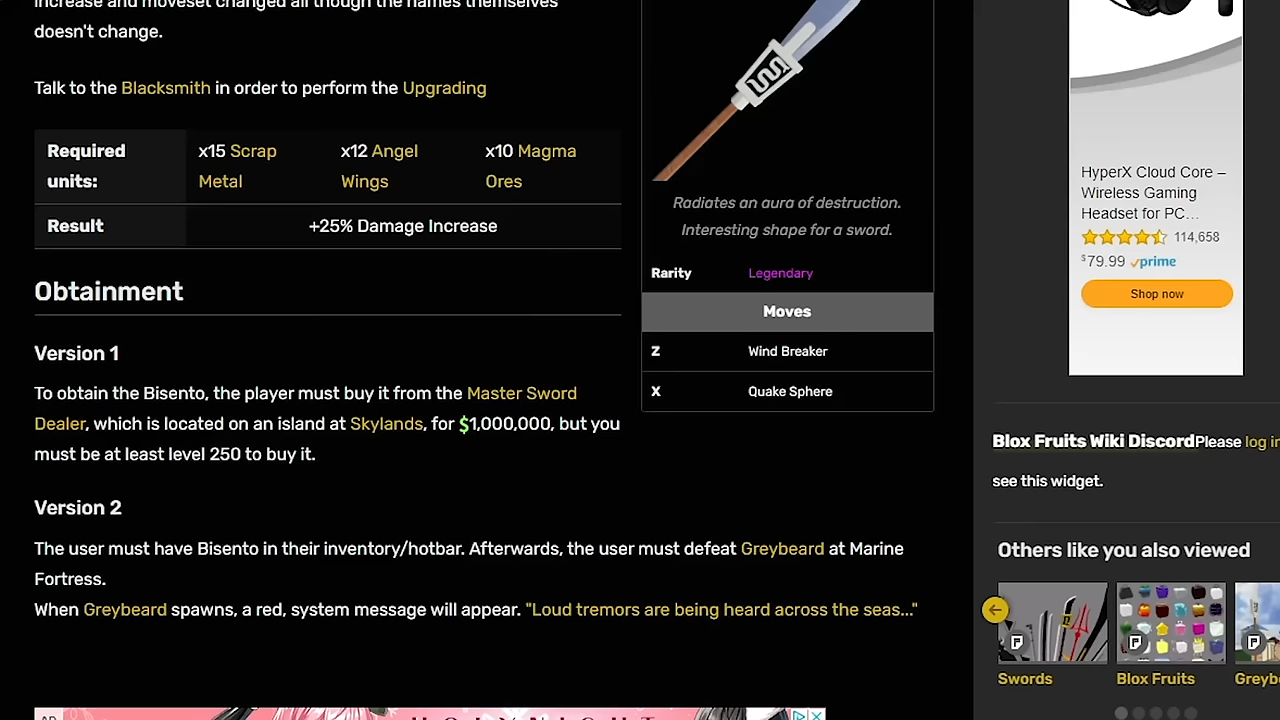 increase and moveset changed all though the names themselves
doesn't change.
Talk to the Blacksmith in order to perform the Upgrading
Required units: x15 Scrap Metal x12 Angel Wings x10 Magma Ores
Result +25% Damage Increase
Obtainment
Version 1
To obtain the Bisento, the player must buy it from the Master Sword
Dealer, which is located on an island at Skylands, for $1,000,000, but you
must be at least level 250 to buy it.
Version 2
The user must have Bisento in their inventory/hotbar. Afterwards, the user must defeat Greybeard at Marine
Fortress.
When Greybeard spawns, a red, system message will appear. "Loud tremors are being heard across the seas..."
Radiates an aura of destruction.
Interesting shape for a sword.
Rarity Legendary
Moves
Z Wind Breaker
X Quake Sphere
HyperX Cloud Core –
Wireless Gaming
Headset for PC...
114,658
$79.99 prime
Shop now
Blox Fruits Wiki DiscordPlease log in
see this widget.
Others like you also viewed
Swords Blox Fruits Greybe
AD